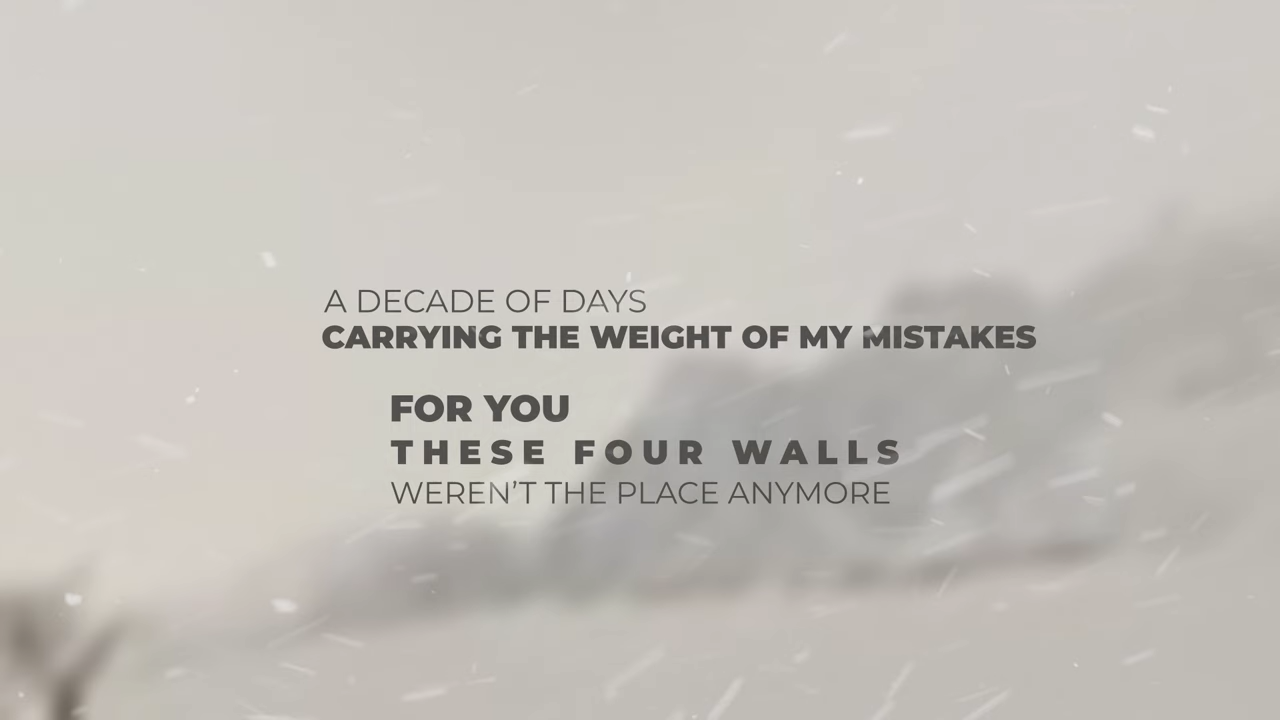 A DECADE OF DAYS
CARRYING THE WEIGHT OF MY MISTAKES
FOR YOU
THESE FOUR WALLS
WEREN’T THE PLACE ANYMORE